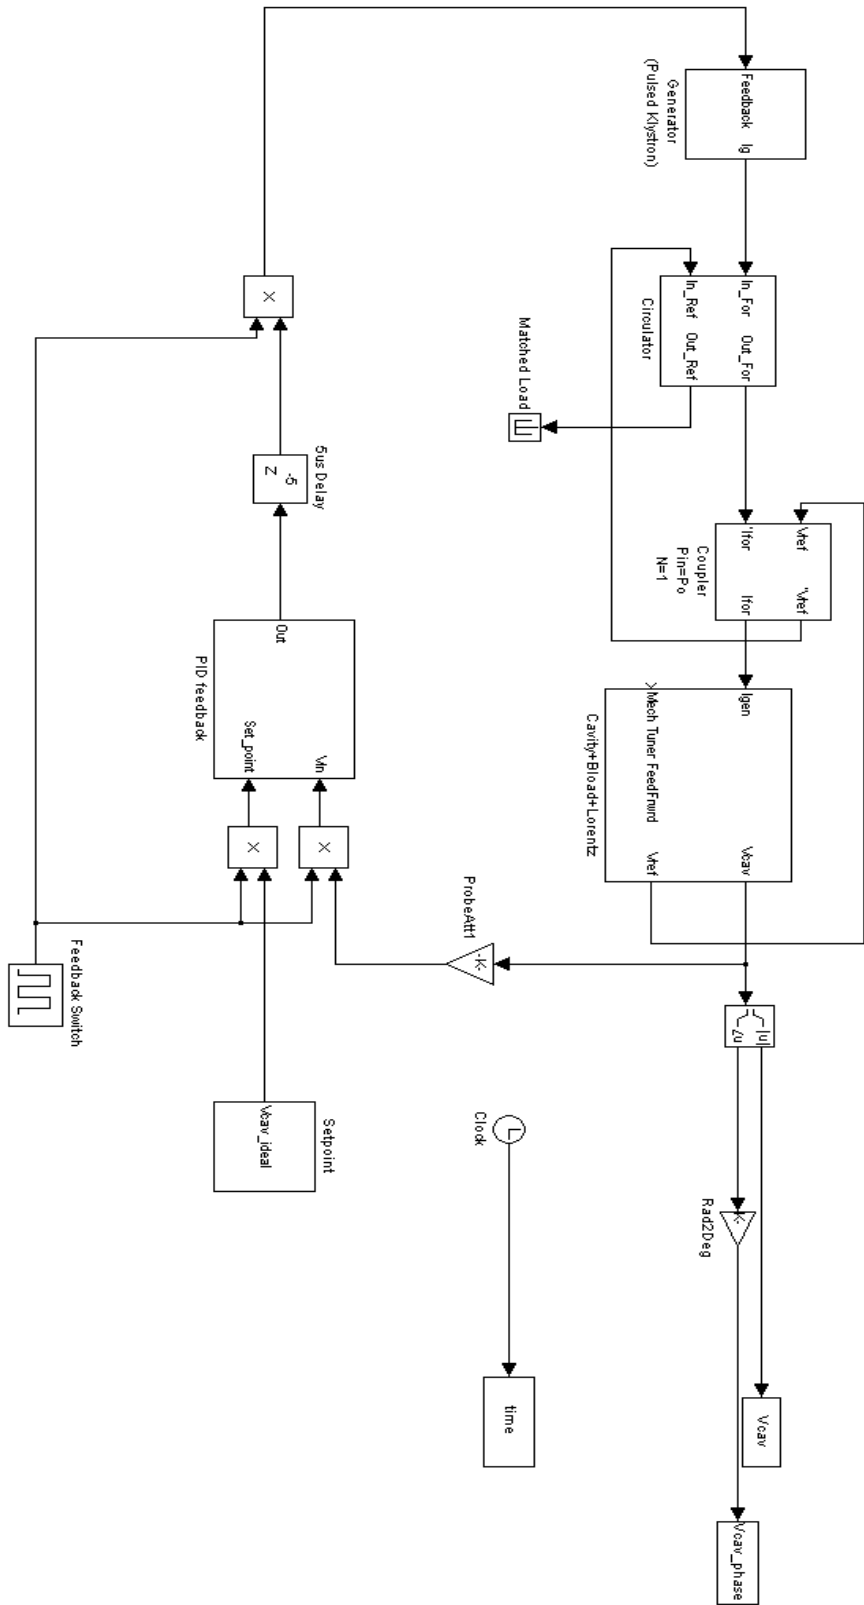 Feedback Ig
Generator
(Pulsed Klystron)
In_For Out_For
In_Ref Out_Ref
Circulator
Matched Load
Vref "Vref
'Ifor Ifor
Coupler
Pin=Po
N=1
Igen Vcav
>Mech Tuner FeedFrwrd
Vref
Cavity+Bload+Lorentz
|u|
∠u
-K-
Rad2Deg
Vcav
Vcav_phase
-K-
ProbeAtt1
Clock
time
X
-5
Z
5us Delay
Out Vin
Set_point
PID feedback
X
X
Setpoint
Vcav_ideal
Feedback Switch